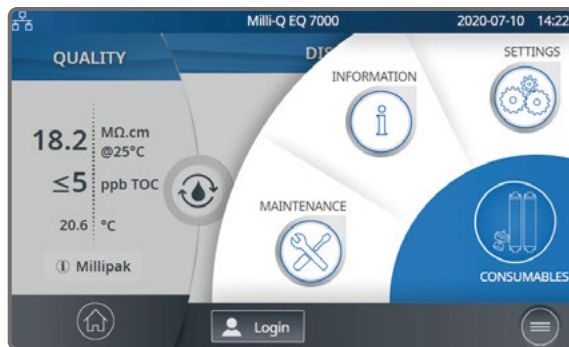 Milli-Q EQ 7000
2020-07-10 14:22
QUALITY
18.2 MΩ.cm
@25°C
≤5 ppb TOC
20.6 °C
Millipak
INFORMATION
SETTINGS
MAINTENANCE
CONSUMABLES
Login